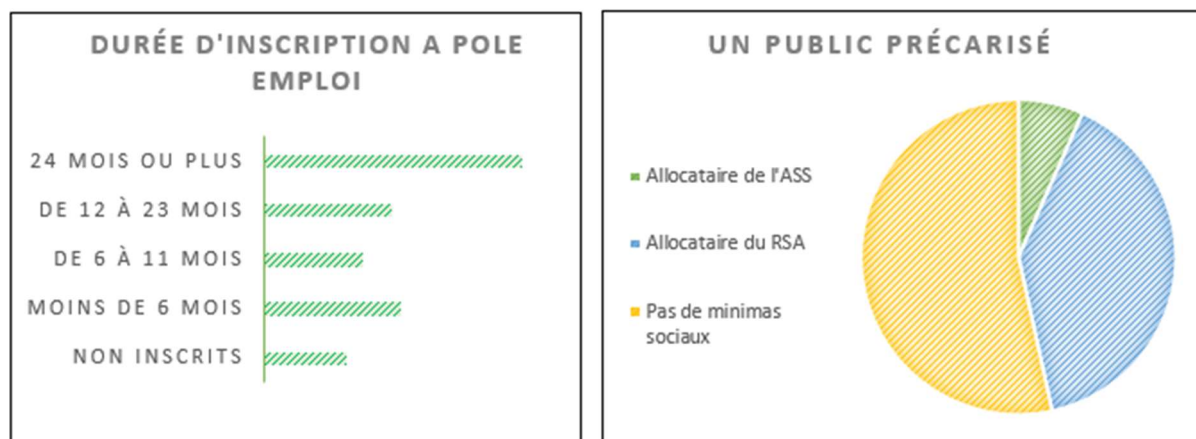 DURÉE D'INSCRIPTION A POLE
EMPLOI
24 MOIS OU PLUS
DE 12 À 23 MOIS
DE 6 À 11 MOIS
MOINS DE 6 MOIS
NON INSCRITS
UN PUBLIC PRÉCARISÉ
Allocataire de l'ASS
Allocataire du RSA
Pas de minimas
sociaux